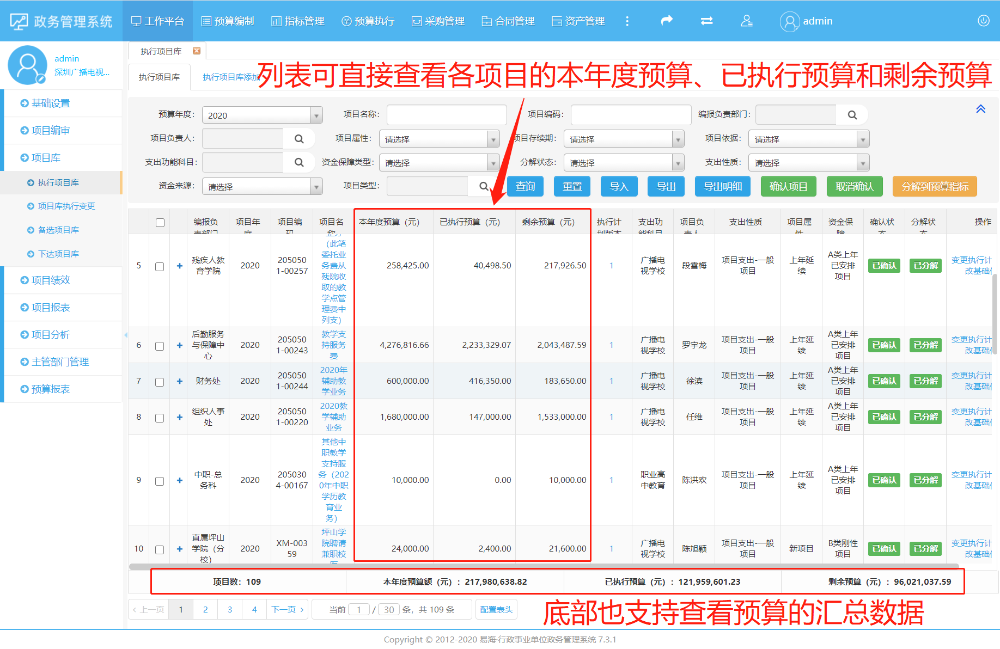 政务管理系统 工作平台 预算编制 指标管理 预算执行 采购管理 合同管理 资产管理 admin
admin
深圳广播电视...
基础设置
项目编审
项目库
执行项目库
项目库执行变更
备选项目库
下达项目库
项目绩效
项目报表
项目分析
主管部门管理
预算报表
执行项目库
执行项目库 执行项目库添加
列表可直接查看各项目的本年度预算、已执行预算和剩余预算
预算年度： 2020 项目名称： 项目编码： 编报负责部门：
项目负责人： 项目属性： 请选择 项目存续期： 请选择 项目依据： 请选择
支出功能科目： 资金保障类型： 请选择 分解状态： 请选择 支出性质： 请选择
资金来源： 请选择 项目类型： 查询 重置 导入 导出 导出明细 确认项目 取消确认 分解到预算指标
编报负责部门 项目年度 项目编码 项目名称 本年度预算（元） 已执行预算（元） 剩余预算（元） 执行计划版本 支出功能科目 项目负责人 支出性质 项目属性 资金保障 确认状态 分解状态 操作
5 残疾人教育学院 2020 2050501-00257 （此笔委托业务费从残院收取的教学点管理费中列支） 258,425.00 40,498.50 217,926.50 1 广播电视学校 段雪梅 项目支出-一般项目 上年延续 A类上年已安排项目 已确认 已分解 变更执行计 改基础信
6 后勤服务与保障中心 2020 2050501-00243 教学支持服务费 4,276,816.66 2,233,329.07 2,043,487.59 1 广播电视学校 罗宇龙 项目支出-一般项目 上年延续 A类上年已安排项目 已确认 已分解 变更执行计 改基础信
7 财务处 2020 2050501-00244 2020年辅助教学业务 600,000.00 416,350.00 183,650.00 1 广播电视学校 徐滨 项目支出-一般项目 上年延续 A类上年已安排项目 已确认 已分解 变更执行计 改基础信
8 组织人事处 2020 2050501-00220 2020教学辅助业务 1,680,000.00 147,000.00 1,533,000.00 1 广播电视学校 任维 项目支出-一般项目 上年延续 A类上年已安排项目 已确认 已分解 变更执行计 改基础信
9 中职-总务科 2020 2050304-00167 其他中职教学支持服务（2020年中职学历教育业务） 10,000.00 0.00 10,000.00 1 职业高中教育 陈洪欢 项目支出-一般项目 上年延续 A类上年已安排项目 已确认 已分解 变更执行计 改基础信
10 直属坪山学院（分校） 2020 XM-00359 坪山学院聘请兼职校医 24,000.00 2,400.00 21,600.00 1 广播电视学校 陈旭颖 项目支出-一般项目 新项目 B类刚性项目 已确认 已分解 变更执行计 改基础信
项目数：109 本年度预算额（元）：217,980,638.82 已执行预算（元）：121,959,601.23 剩余预算（元）：96,021,037.59
‹ 上一页 1 2 3 4 下一页 › 当前 1 / 30 条，共 109 条 配置表头
底部也支持查看预算的汇总数据
Copyright © 2012-2020 易海·行政事业单位政务管理系统 7.3.1